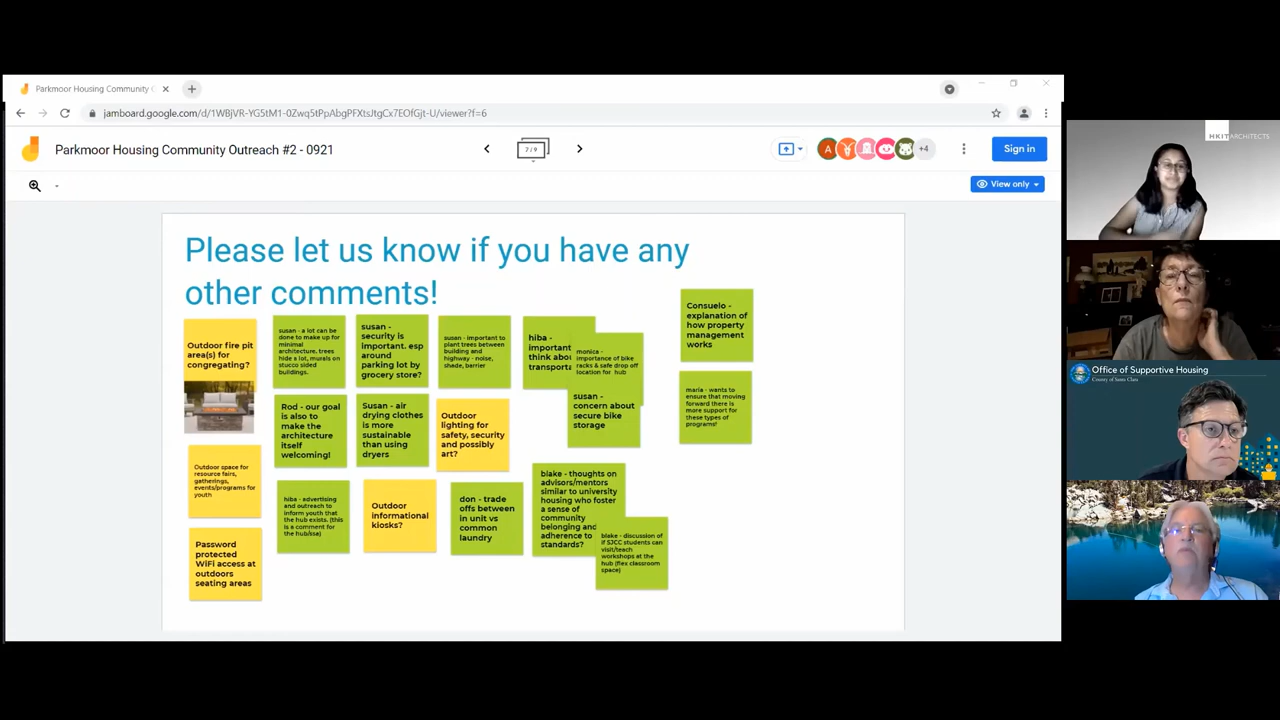 Parkmoor Housing Community
jamboard.google.com/d/1WBjVR-YG5tM1-0Zwq5tPpAbgPFXtsJtgCx7EOfGjt-U/viewer?f=6
Parkmoor Housing Community Outreach #2 - 0921
7/9
A
+4
Sign in
View only
Please let us know if you have any
other comments!
Outdoor fire pit
area(s) for
congregating?
susan - a lot can be
done to make up for
minimal
architecture. trees
hide a lot, murals on
stucco sided
buildings.
susan -
security is
important. esp
around
parking lot by
grocery store?
susan - important to
plant trees between
building and
highway - noise,
shade, barrier
hiba -
important
think
monica -
importance of bike
racks & safe drop off
location for hub
susan -
concern about
secure bike
storage
Consuelo -
explanation of
how property
management
works
maria - wants to
ensure that moving
forward there is
more support for
these types of
programs!
Rod - our goal
is also to
make the
architecture
itself
welcoming!
Susan - air
drying clothes
is more
sustainable
than using
dryers
Outdoor
lighting for
safety, security
and possibly
art?
Outdoor space for
resource fairs,
gatherings,
events/programs for
youth
hiba - advertising
and outreach to
inform youth that
the hub exists. (this
is a comment for
the hub/ssa)
Outdoor
informational
kiosks?
don - trade
offs between
in unit vs
common
laundry
blake - thoughts on
advisors/mentors
similar to university
housing who foster
a sense of
community
belonging and
adherence to
standards?
blake - discussion of
if SJCC students can
visit/teach
workshops at the
hub (flex classroom
space)
Password
protected
WiFi access at
outdoors
seating areas
HKIT ARCHITECTS
Office of Supportive Housing
County of Santa Clara